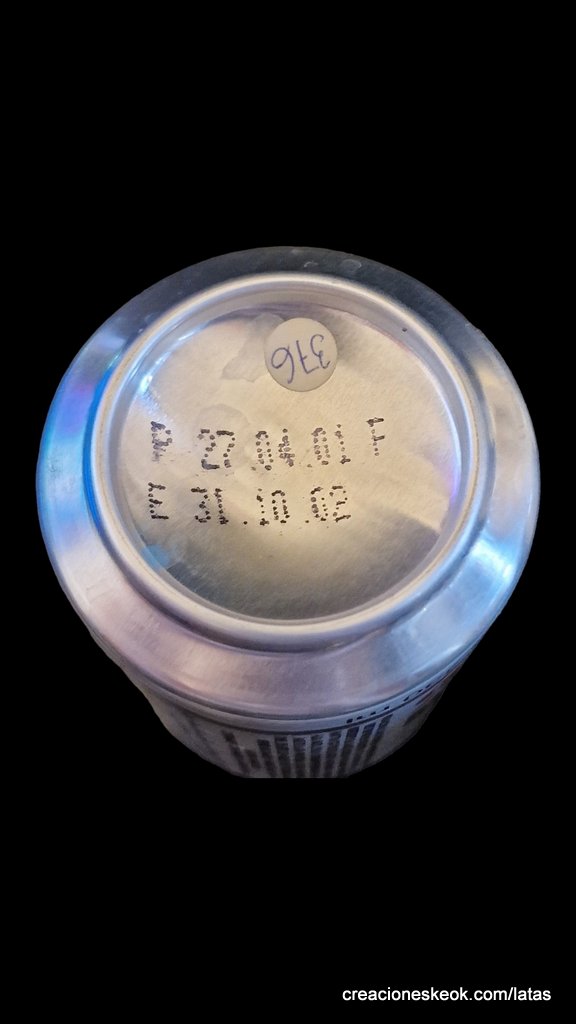 376
P 27.04.01 F
E 31.10.02
creacioneskeok.com/latas